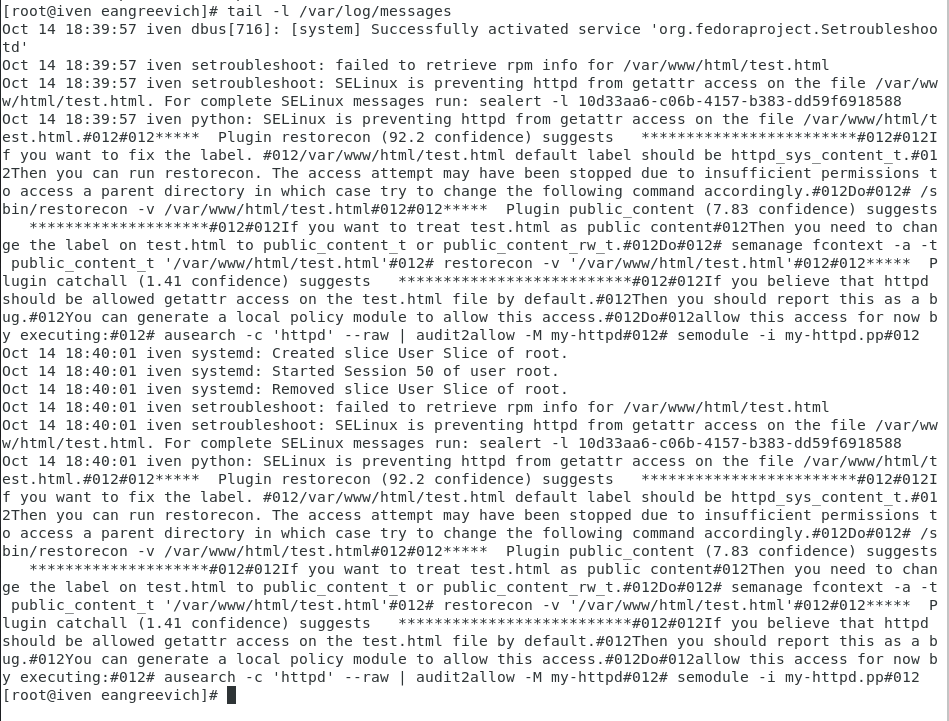 [root@iven eangreevich]# tail -l /var/log/messages
Oct 14 18:39:57 iven dbus[716]: [system] Successfully activated service 'org.fedoraproject.Setroubleshoo
td'
Oct 14 18:39:57 iven setroubleshoot: failed to retrieve rpm info for /var/www/html/test.html
Oct 14 18:39:57 iven setroubleshoot: SELinux is preventing httpd from getattr access on the file /var/ww
w/html/test.html. For complete SELinux messages run: sealert -l 10d33aa6-c06b-4157-b383-dd59f6918588
Oct 14 18:39:57 iven python: SELinux is preventing httpd from getattr access on the file /var/www/html/t
est.html.#012#012*****  Plugin restorecon (92.2 confidence) suggests   ************************#012#012I
f you want to fix the label. #012/var/www/html/test.html default label should be httpd_sys_content_t.#01
2Then you can run restorecon. The access attempt may have been stopped due to insufficient permissions t
o access a parent directory in which case try to change the following command accordingly.#012Do#012# /s
bin/restorecon -v /var/www/html/test.html#012#012*****  Plugin public_content (7.83 confidence) suggests
   ********************#012#012If you want to treat test.html as public content#012Then you need to chan
ge the label on test.html to public_content_t or public_content_rw_t.#012Do#012# semanage fcontext -a -t
 public_content_t '/var/www/html/test.html'#012# restorecon -v '/var/www/html/test.html'#012#012*****  P
lugin catchall (1.41 confidence) suggests   **************************#012#012If you believe that httpd
should be allowed getattr access on the test.html file by default.#012Then you should report this as a b
ug.#012You can generate a local policy module to allow this access.#012Do#012allow this access for now b
y executing:#012# ausearch -c 'httpd' --raw | audit2allow -M my-httpd#012# semodule -i my-httpd.pp#012
Oct 14 18:40:01 iven systemd: Created slice User Slice of root.
Oct 14 18:40:01 iven systemd: Started Session 50 of user root.
Oct 14 18:40:01 iven systemd: Removed slice User Slice of root.
Oct 14 18:40:01 iven setroubleshoot: failed to retrieve rpm info for /var/www/html/test.html
Oct 14 18:40:01 iven setroubleshoot: SELinux is preventing httpd from getattr access on the file /var/ww
w/html/test.html. For complete SELinux messages run: sealert -l 10d33aa6-c06b-4157-b383-dd59f6918588
Oct 14 18:40:01 iven python: SELinux is preventing httpd from getattr access on the file /var/www/html/t
est.html.#012#012*****  Plugin restorecon (92.2 confidence) suggests   ************************#012#012I
f you want to fix the label. #012/var/www/html/test.html default label should be httpd_sys_content_t.#01
2Then you can run restorecon. The access attempt may have been stopped due to insufficient permissions t
o access a parent directory in which case try to change the following command accordingly.#012Do#012# /s
bin/restorecon -v /var/www/html/test.html#012#012*****  Plugin public_content (7.83 confidence) suggests
   ********************#012#012If you want to treat test.html as public content#012Then you need to chan
ge the label on test.html to public_content_t or public_content_rw_t.#012Do#012# semanage fcontext -a -t
 public_content_t '/var/www/html/test.html'#012# restorecon -v '/var/www/html/test.html'#012#012*****  P
lugin catchall (1.41 confidence) suggests   **************************#012#012If you believe that httpd
should be allowed getattr access on the test.html file by default.#012Then you should report this as a b
ug.#012You can generate a local policy module to allow this access.#012Do#012allow this access for now b
y executing:#012# ausearch -c 'httpd' --raw | audit2allow -M my-httpd#012# semodule -i my-httpd.pp#012
[root@iven eangreevich]#